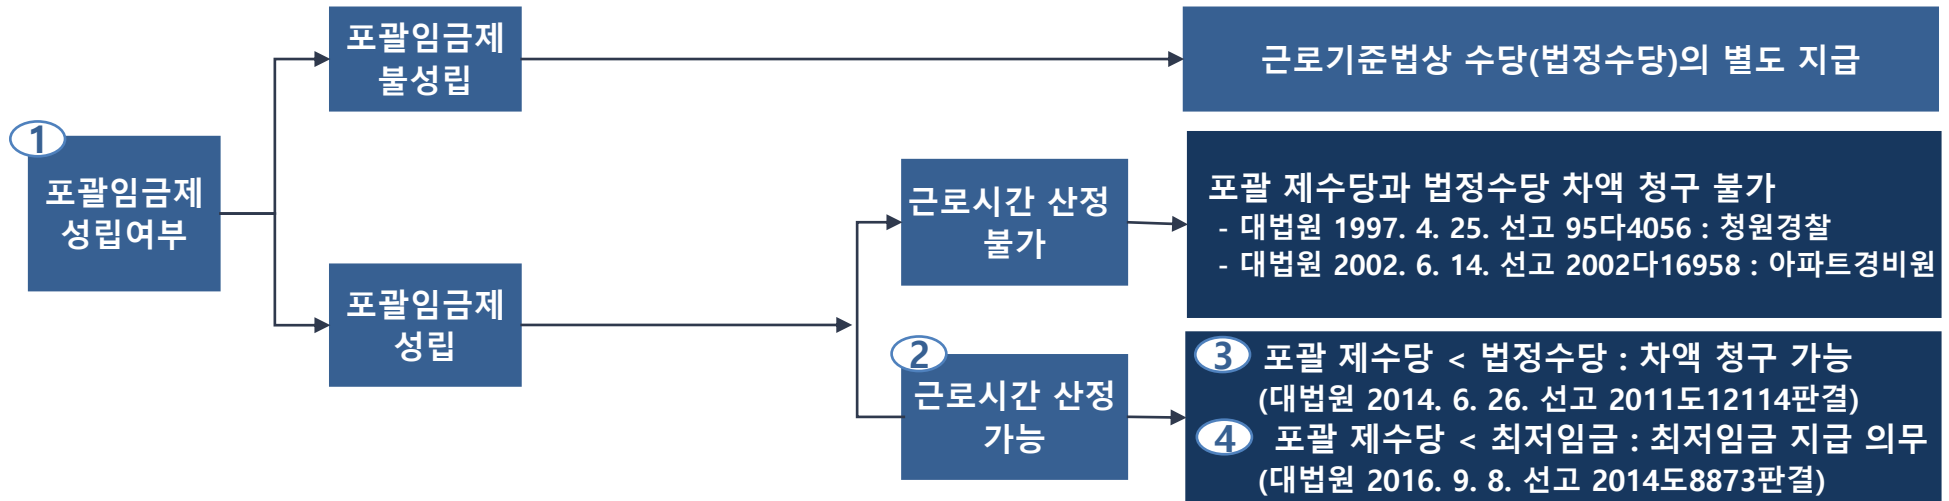 1
포괄임금제
성립여부
포괄임금제
불성립
근로기준법상 수당(법정수당)의 별도 지급
포괄임금제
성립
근로시간 산정
불가
포괄 제수당과 법정수당 차액 청구 불가
- 대법원 1997. 4. 25. 선고 95다4056 : 청원경찰
- 대법원 2002. 6. 14. 선고 2002다16958 : 아파트경비원
2
근로시간 산정
가능
3 포괄 제수당 < 법정수당 : 차액 청구 가능
(대법원 2014. 6. 26. 선고 2011도12114판결)
4 포괄 제수당 < 최저임금 : 최저임금 지급 의무
(대법원 2016. 9. 8. 선고 2014도8873판결)